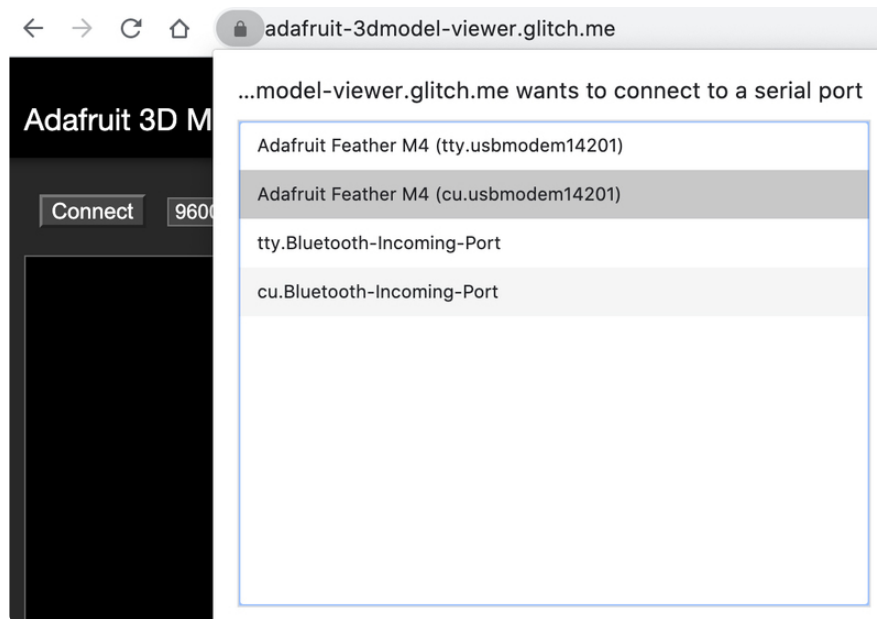 adafruit-3dmodel-viewer.glitch.me
...model-viewer.glitch.me wants to connect to a serial port
Adafruit 3D M
Adafruit Feather M4 (tty.usbmodem14201)
Adafruit Feather M4 (cu.usbmodem14201)
Connect 960
tty.Bluetooth-Incoming-Port
cu.Bluetooth-Incoming-Port